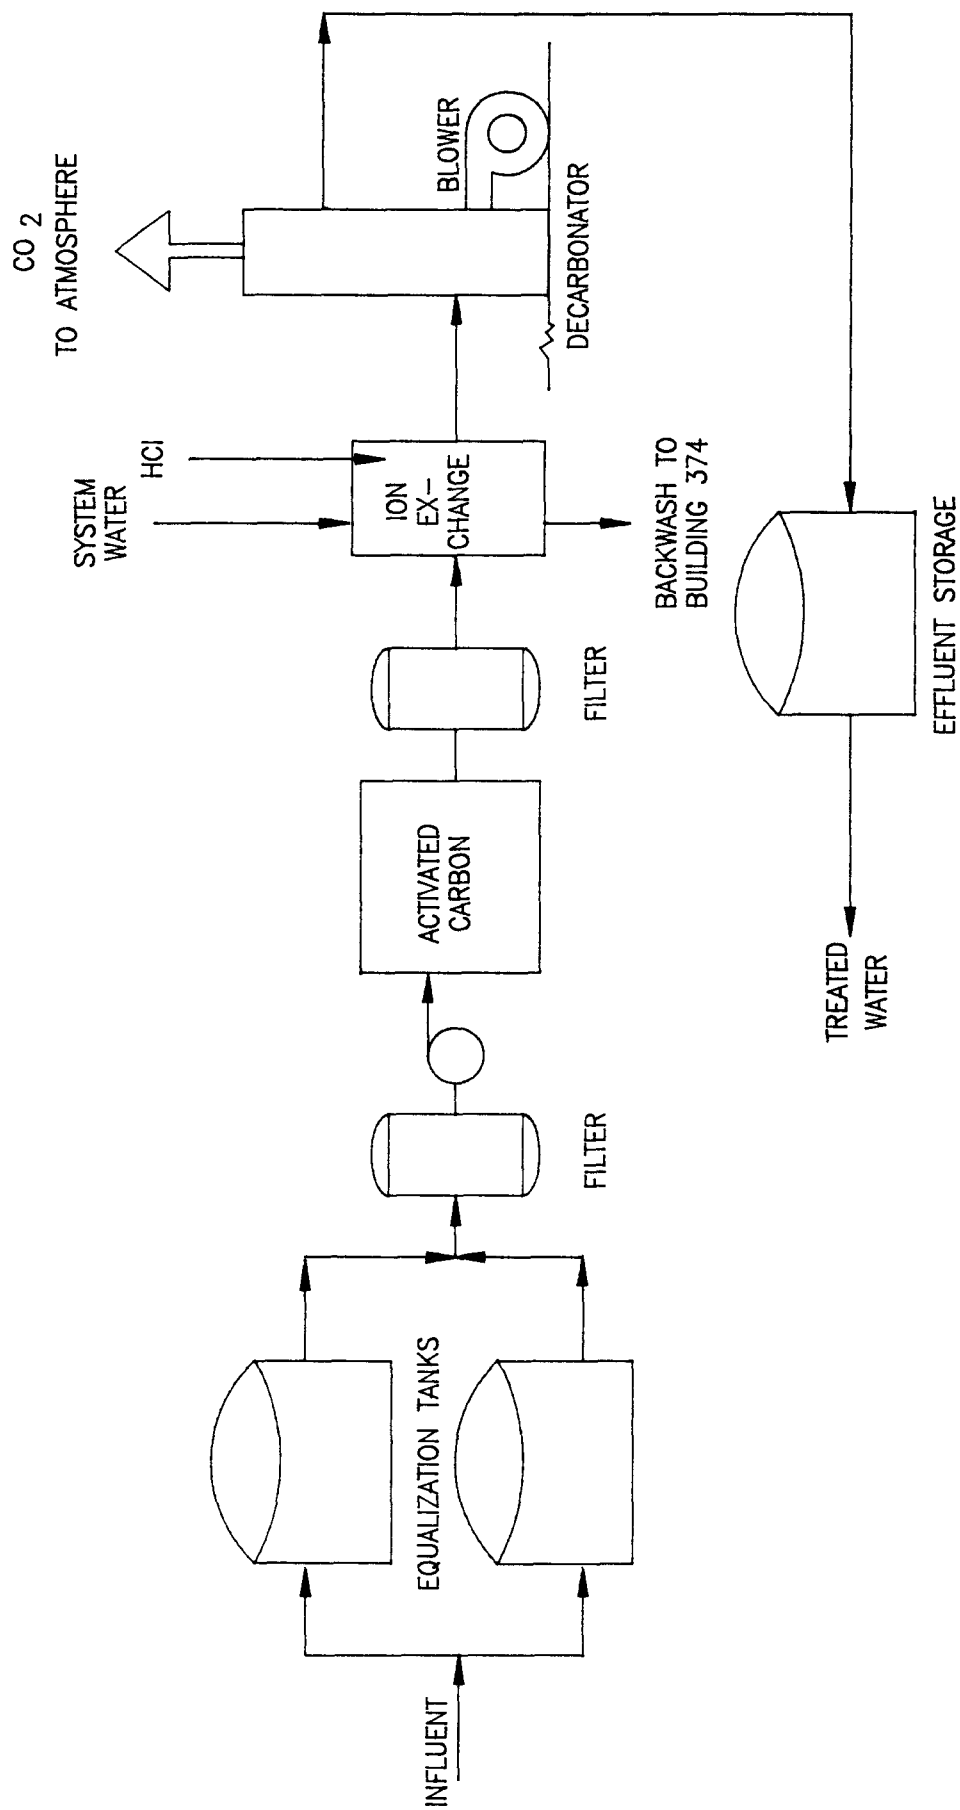 INFLUENT
EQUALIZATION TANKS
FILTER
ACTIVATED
CARBON
FILTER
SYSTEM
WATER
HCl
ION
EX–
CHANGE
BACKWASH TO
BUILDING 374
CO 2
TO ATMOSPHERE
BLOWER
DECARBONATOR
TREATED
WATER
EFFLUENT STORAGE